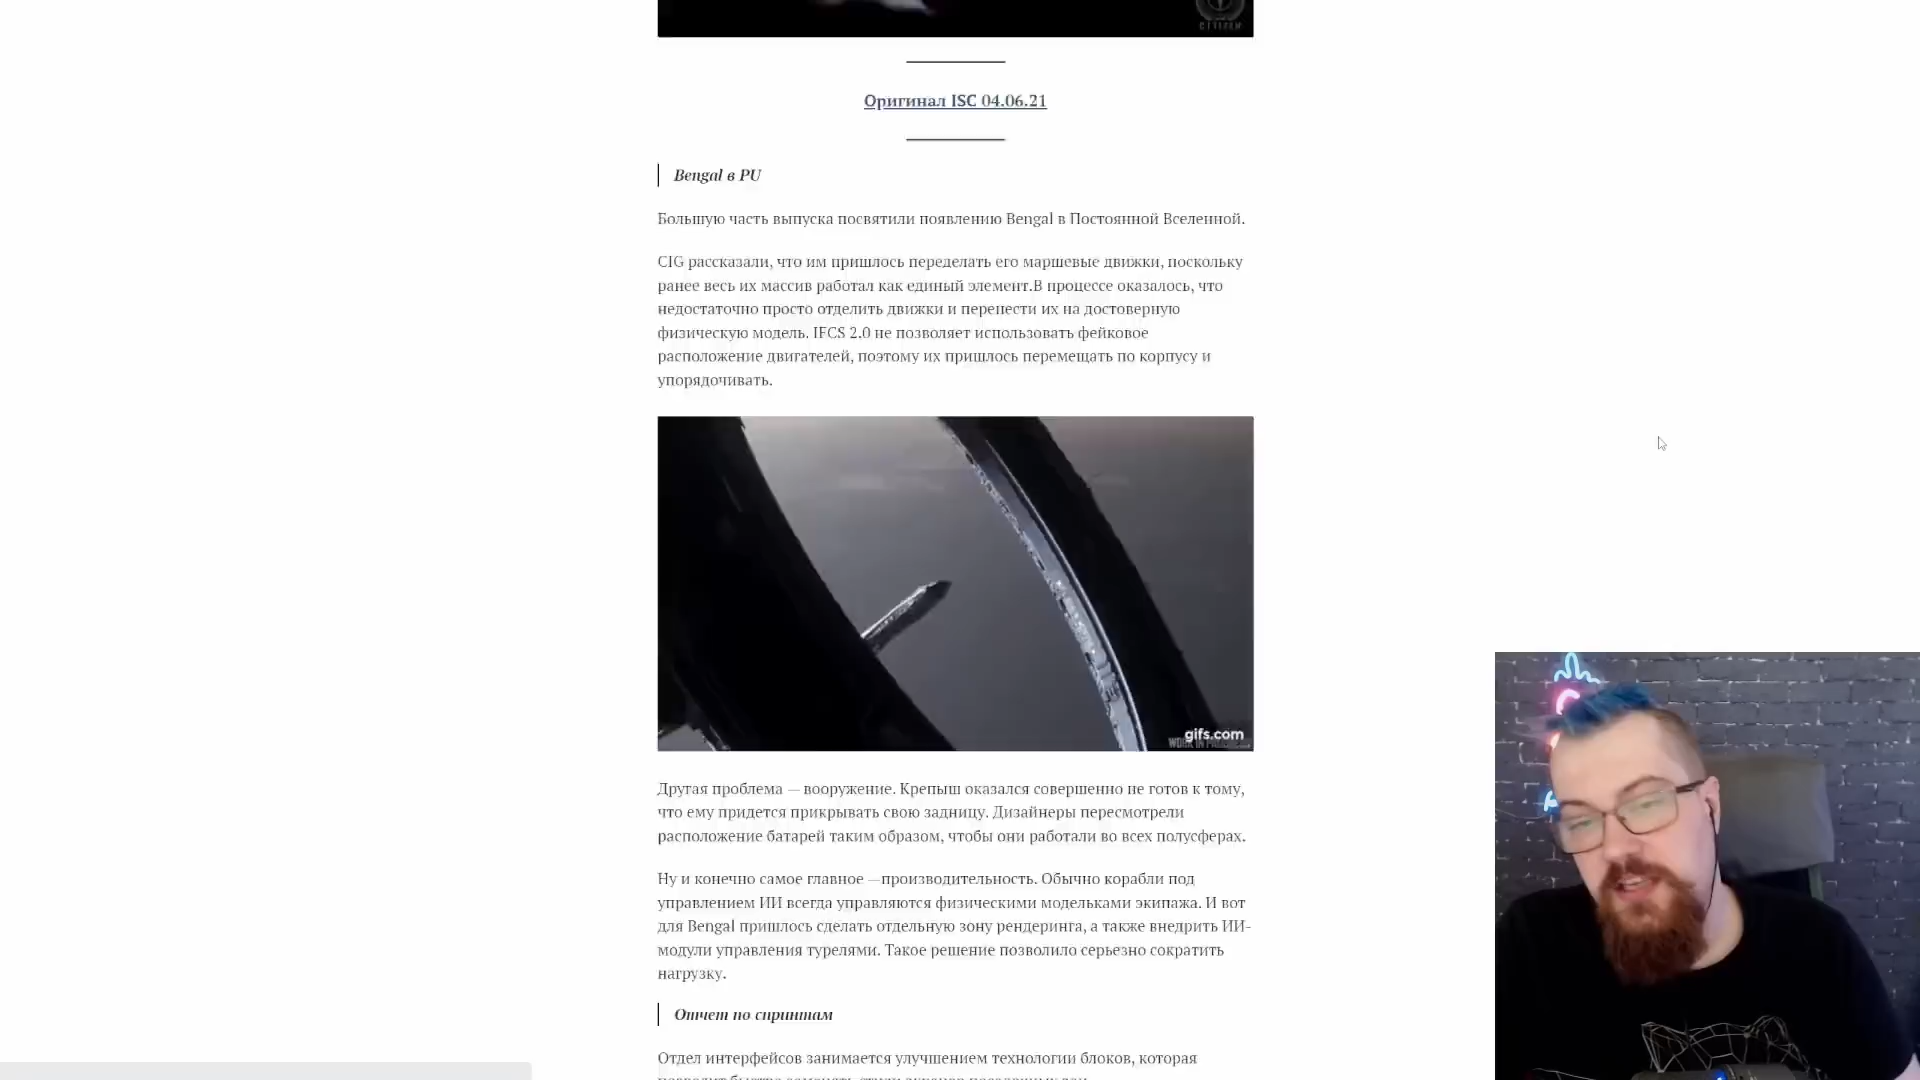 CITIZEN
Оригинал ISC 04.06.21
Bengal в PU
Большую часть выпуска посвятили появлению Bengal в Постоянной Вселенной.
CIG рассказали, что им пришлось переделать его маршевые движки, поскольку
ранее весь их массив работал как единый элемент.В процессе оказалось, что
недостаточно просто отделить движки и перенести их на достоверную
физическую модель. IFCS 2.0 не позволяет использовать фейковое
расположение двигателей, поэтому их пришлось перемещать по корпусу и
упорядочивать.
gifs.com
WORK IN PROGRESS
Другая проблема — вооружение. Крепыш оказался совершенно не готов к тому,
что ему придется прикрывать свою задницу. Дизайнеры пересмотрели
расположение батарей таким образом, чтобы они работали во всех полусферах.
Ну и конечно самое главное —производительность. Обычно корабли под
управлением ИИ всегда управляются физическими модельками экипажа. И вот
для Bengal пришлось сделать отдельную зону рендеринга, а также внедрить ИИ-
модули управления турелями. Такое решение позволило серьезно сократить
нагрузку.
Отчет по спринтам
Отдел интерфейсов занимается улучшением технологии блоков, которая